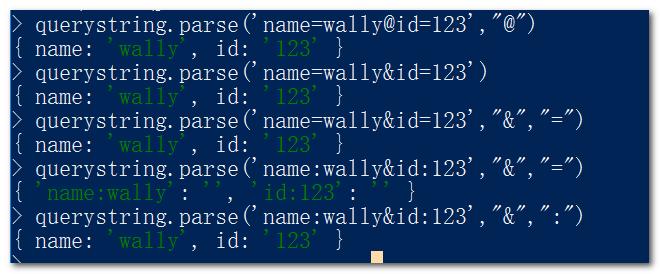 > querystring.parse('name=wally@id=123',"@")
{ name: 'wally', id: '123' }
> querystring.parse('name=wally&id=123')
{ name: 'wally', id: '123' }
> querystring.parse('name=wally&id=123',"&","=")
{ name: 'wally', id: '123' }
> querystring.parse('name:wally&id:123',"&","=")
{ 'name:wally': '', 'id:123': '' }
> querystring.parse('name:wally&id:123',"&",":")
{ name: 'wally', id: '123' }
>